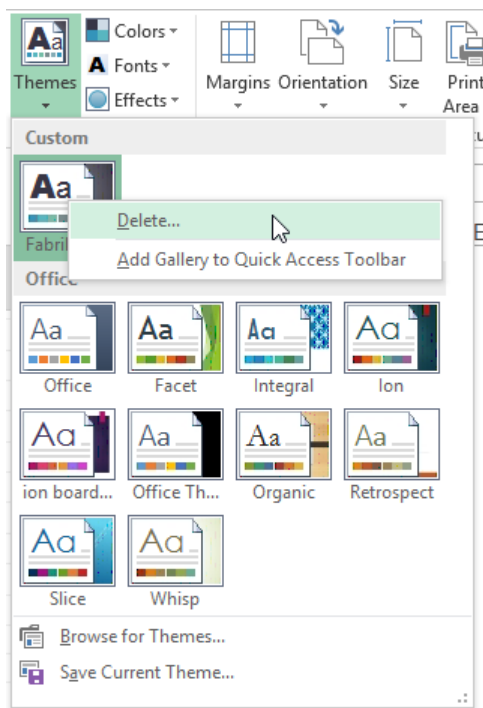 Aa
Themes
Colors
Fonts
Effects
Margins Orientation Size Print
Area
Custom
Aa
Delete...
Add Gallery to Quick Access Toolbar
Office
Aa Aa Aa Aa
Office Facet Integral Ion
Aa Aa Aa Aa
ion board... Office Th... Organic Retrospect
Aa Aa
Slice Whisp
Browse for Themes...
Save Current Theme...